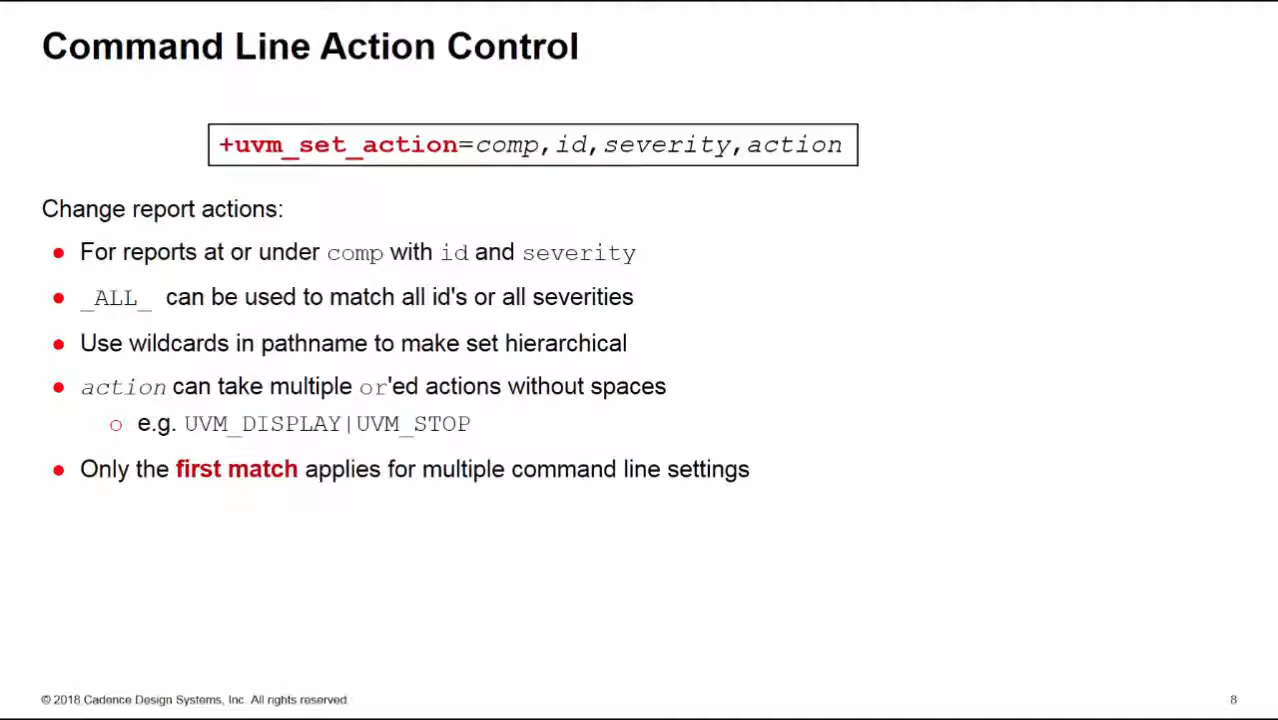 Command Line Action Control
+uvm_set_action=comp,id,severity,action
Change report actions:
● For reports at or under comp with id and severity
● _ALL_ can be used to match all id's or all severities
● Use wildcards in pathname to make set hierarchical
● action can take multiple or'ed actions without spaces
o e.g. UVM_DISPLAY|UVM_STOP
● Only the first match applies for multiple command line settings
© 2018 Cadence Design Systems, Inc. All rights reserved
8